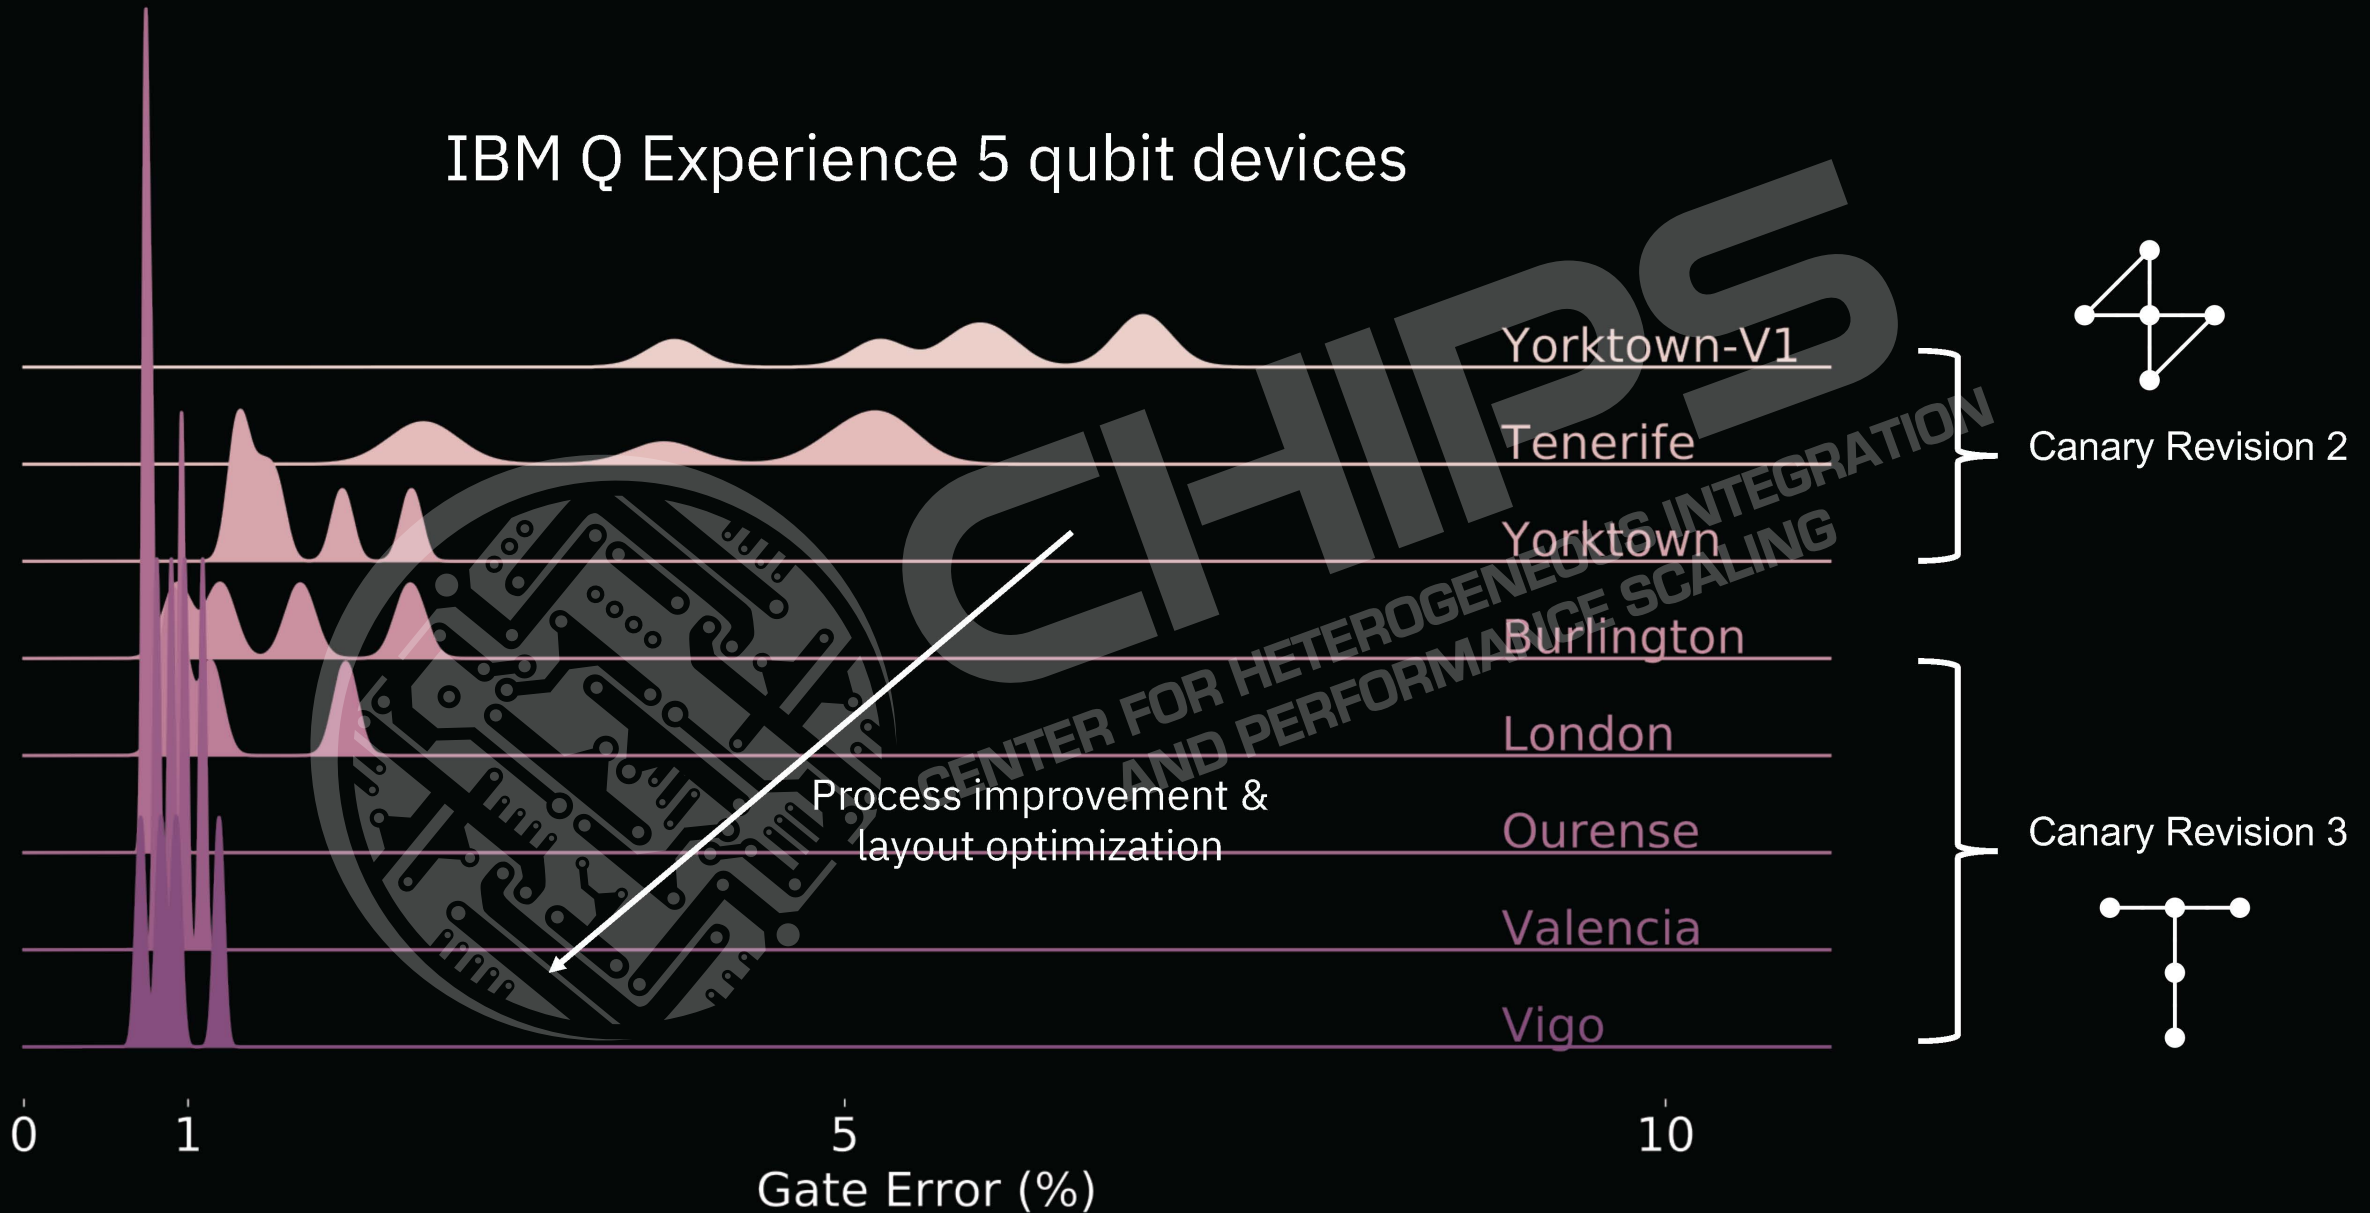 IBM Q Experience 5 qubit devices
Yorktown-V1
Tenerife
Canary Revision 2
Yorktown
Burlington
London
Process improvement &
layout optimization
Ourense
Canary Revision 3
Valencia
Vigo
0 1 5 10
Gate Error (%)
CHIPS
CENTER FOR HETEROGENEOUS INTEGRATION
AND PERFORMANCE SCALING